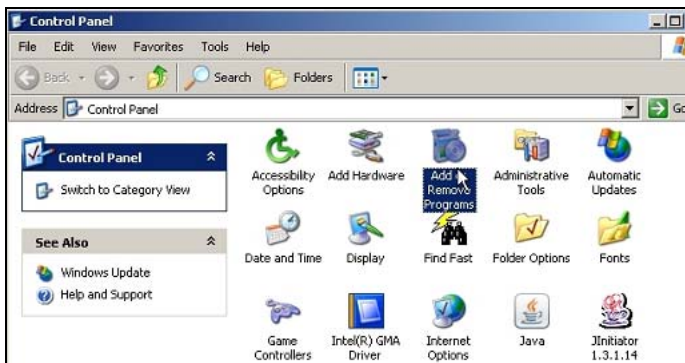 Control Panel
File Edit View Favorites Tools Help
Back Search Folders
Address Control Panel Go
Control Panel
Switch to Category View
See Also
Windows Update
Help and Support
Accessibility Options
Add Hardware
Add Remove Programs
Administrative Tools
Automatic Updates
Date and Time
Display
Find Fast
Folder Options
Fonts
Game Controllers
Intel(R) GMA Driver
Internet Options
Java
JInitiator 1.3.1.14